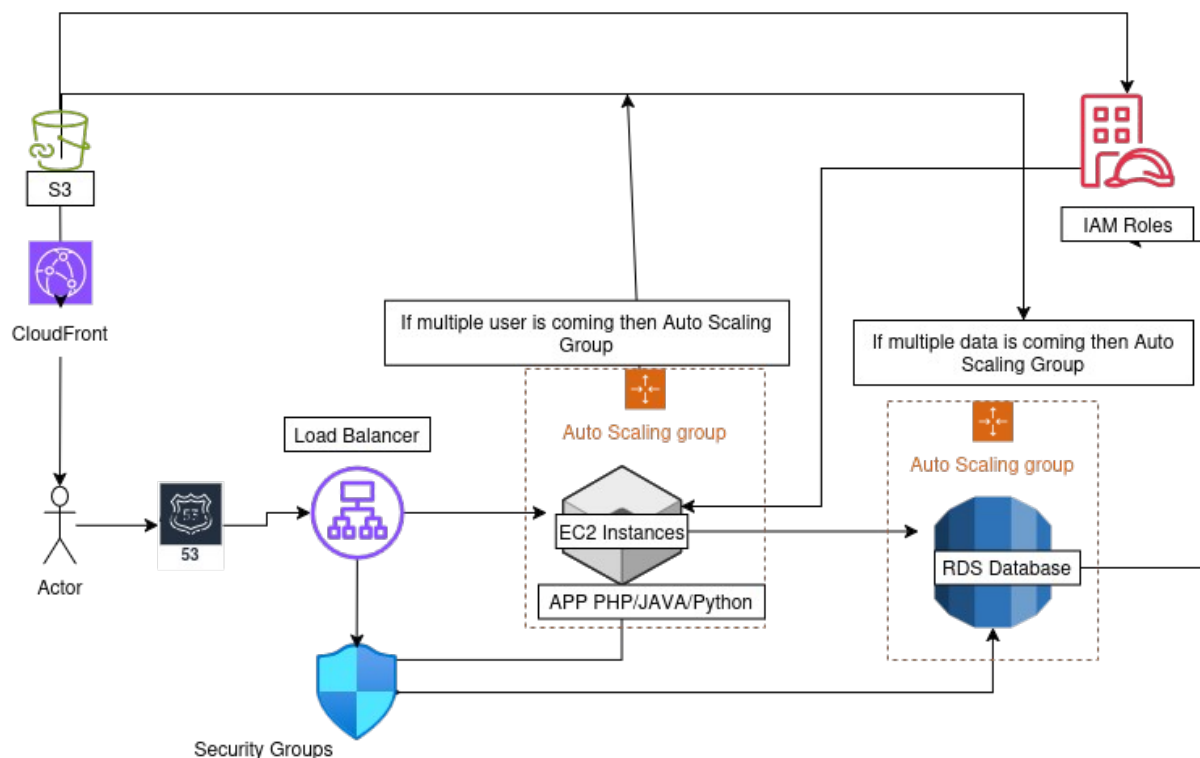 S3
IAM Roles
CloudFront
If multiple user is coming then Auto Scaling
Group
If multiple data is coming then Auto
Scaling Group
Load Balancer
Auto Scaling group
Auto Scaling group
53
53
EC2 Instances
RDS Database
Actor
APP PHP/JAVA/Python
Security Groups